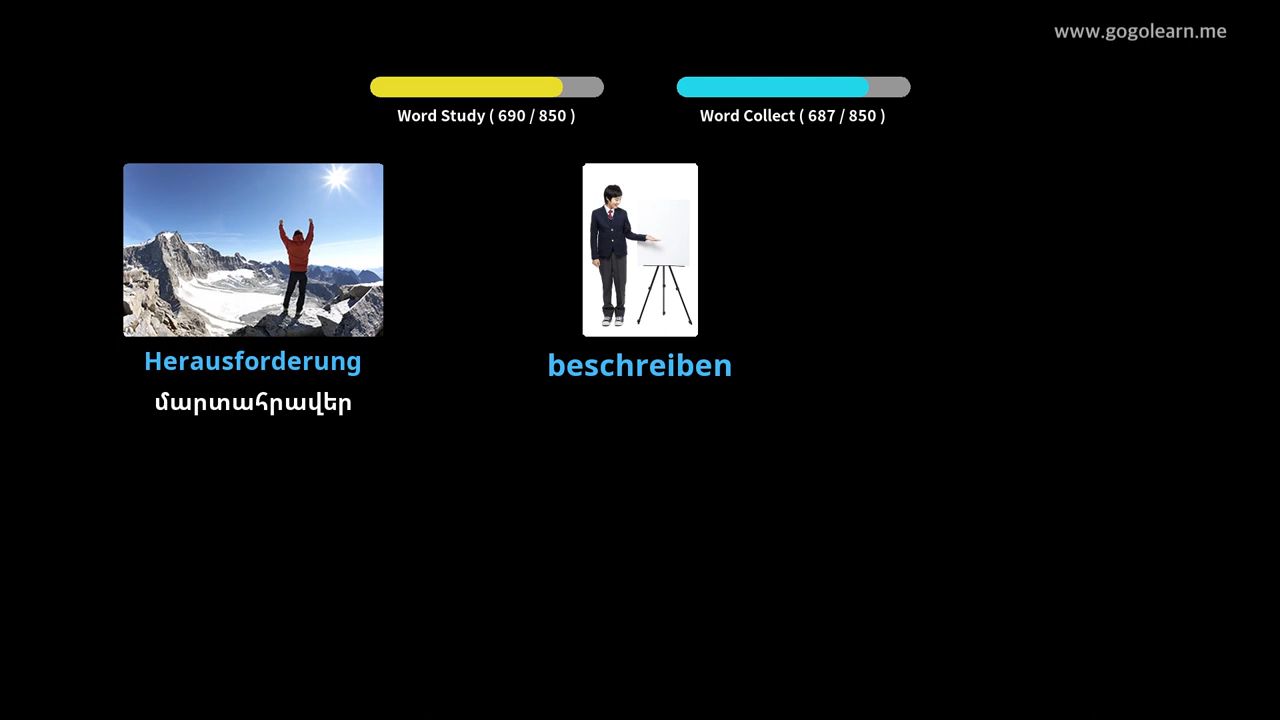 www.gogolearn.me
Word Study ( 690 / 850 )
Word Collect ( 687 / 850 )
Herausforderung
մարտահրավեր
beschreiben